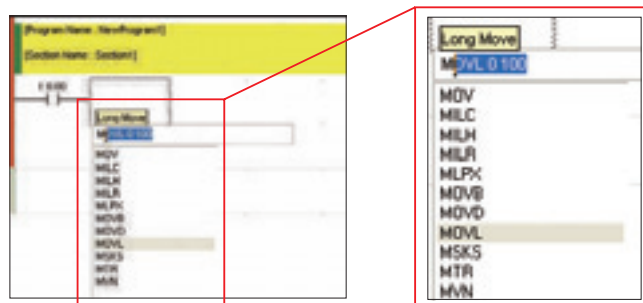 [Program Name : NewProgram1]
[Section Name : Section1]
I: 0.00
Long Move
MOVL 0 100
MOV
MILC
MILH
MILR
MLPX
MOVB
MOVD
MOVL
MSKS
MTR
MVN
Long Move
MOVL 0 100
MOV
MILC
MILH
MILR
MLPX
MOVB
MOVD
MOVL
MSKS
MTR
MVN